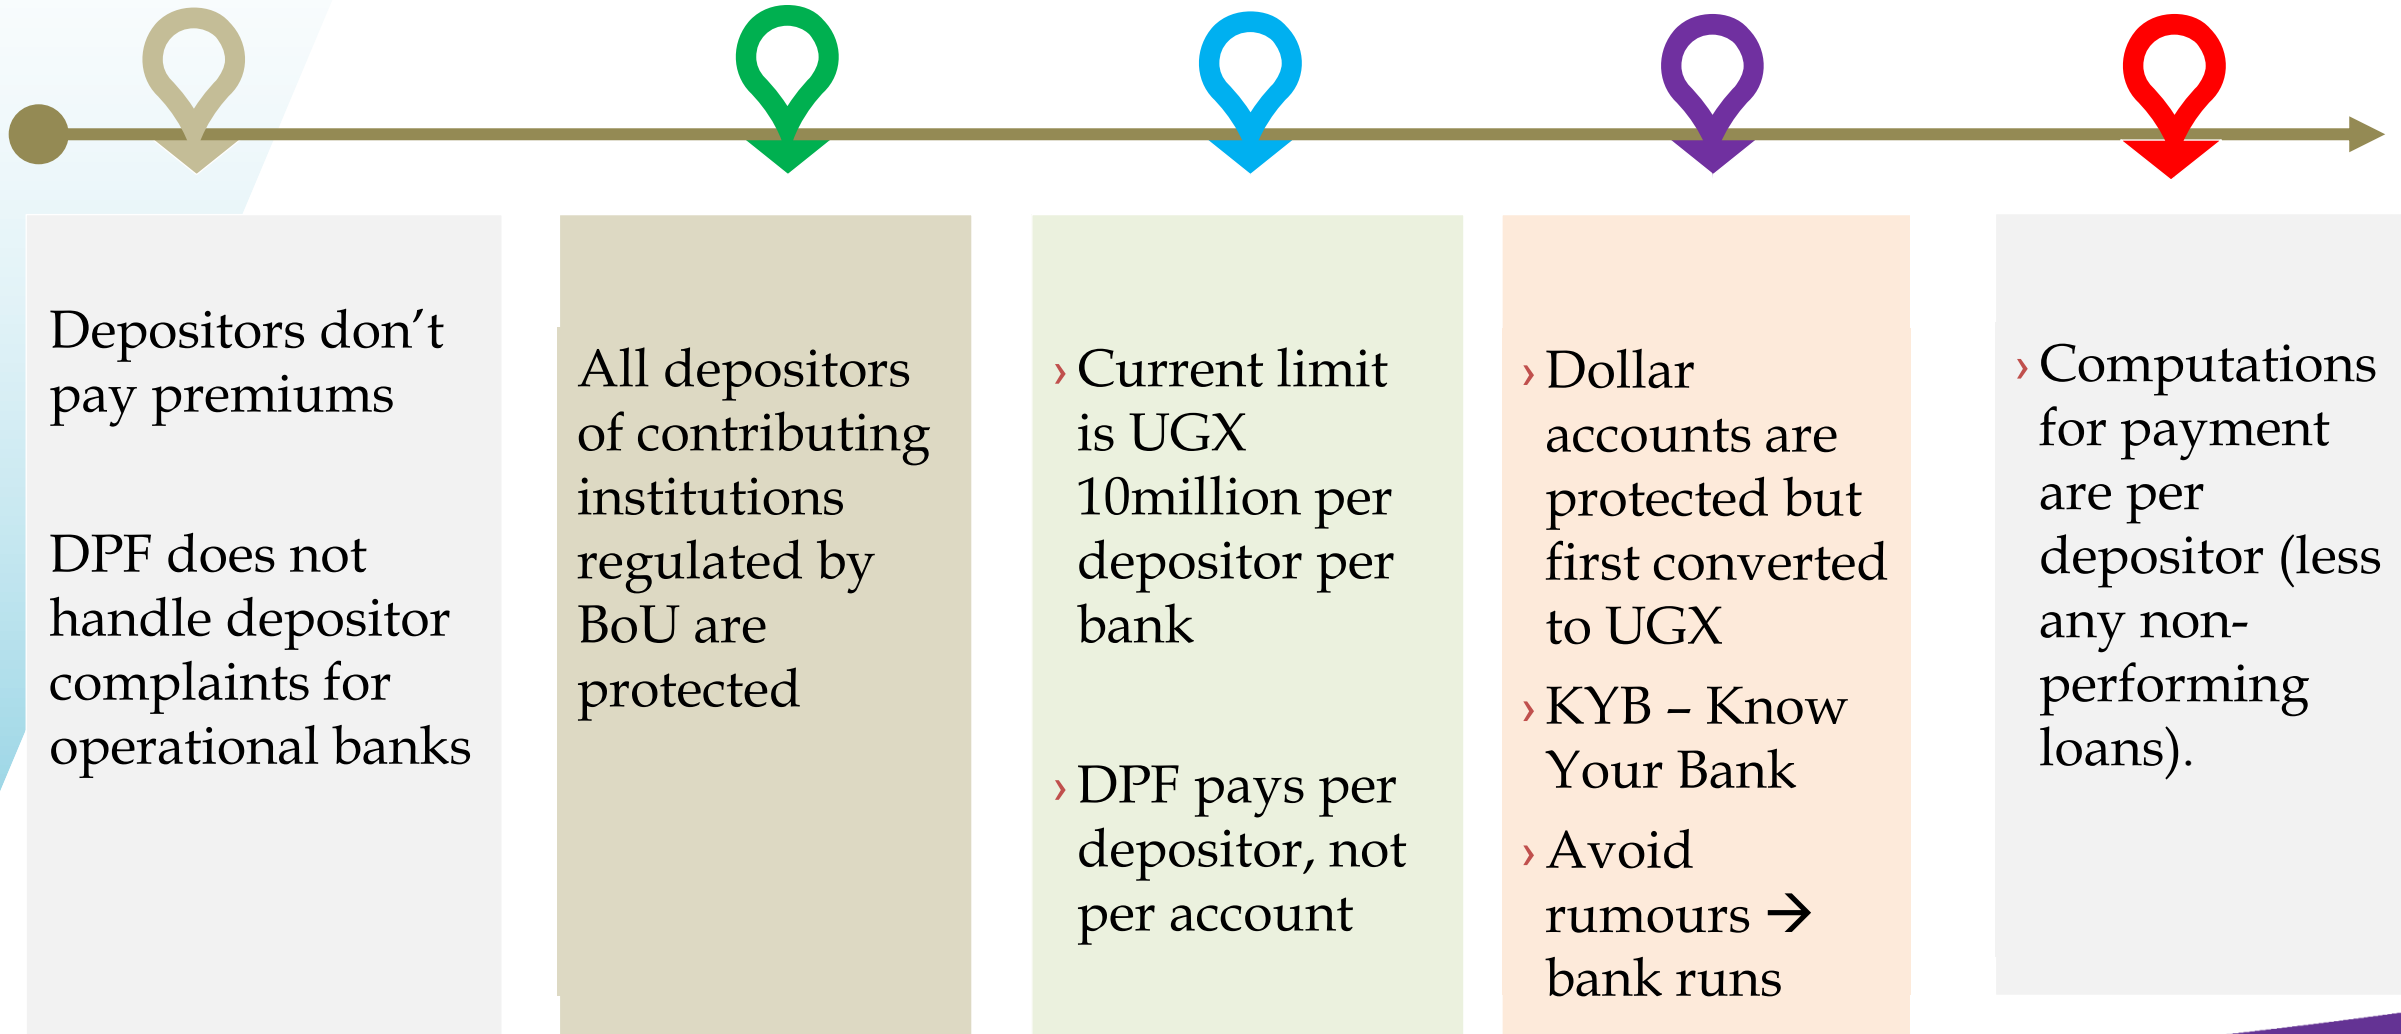 Depositors don’t
pay premiums
DPF does not
handle depositor
complaints for
operational banks
All depositors
of contributing
institutions
regulated by
BoU are
protected
› Current limit
is UGX
10million per
depositor per
bank
› DPF pays per
depositor, not
per account
› Dollar
accounts are
protected but
first converted
to UGX
› KYB – Know
Your Bank
› Avoid
rumours →
bank runs
› Computations
for payment
are per
depositor (less
any non-
performing
loans).